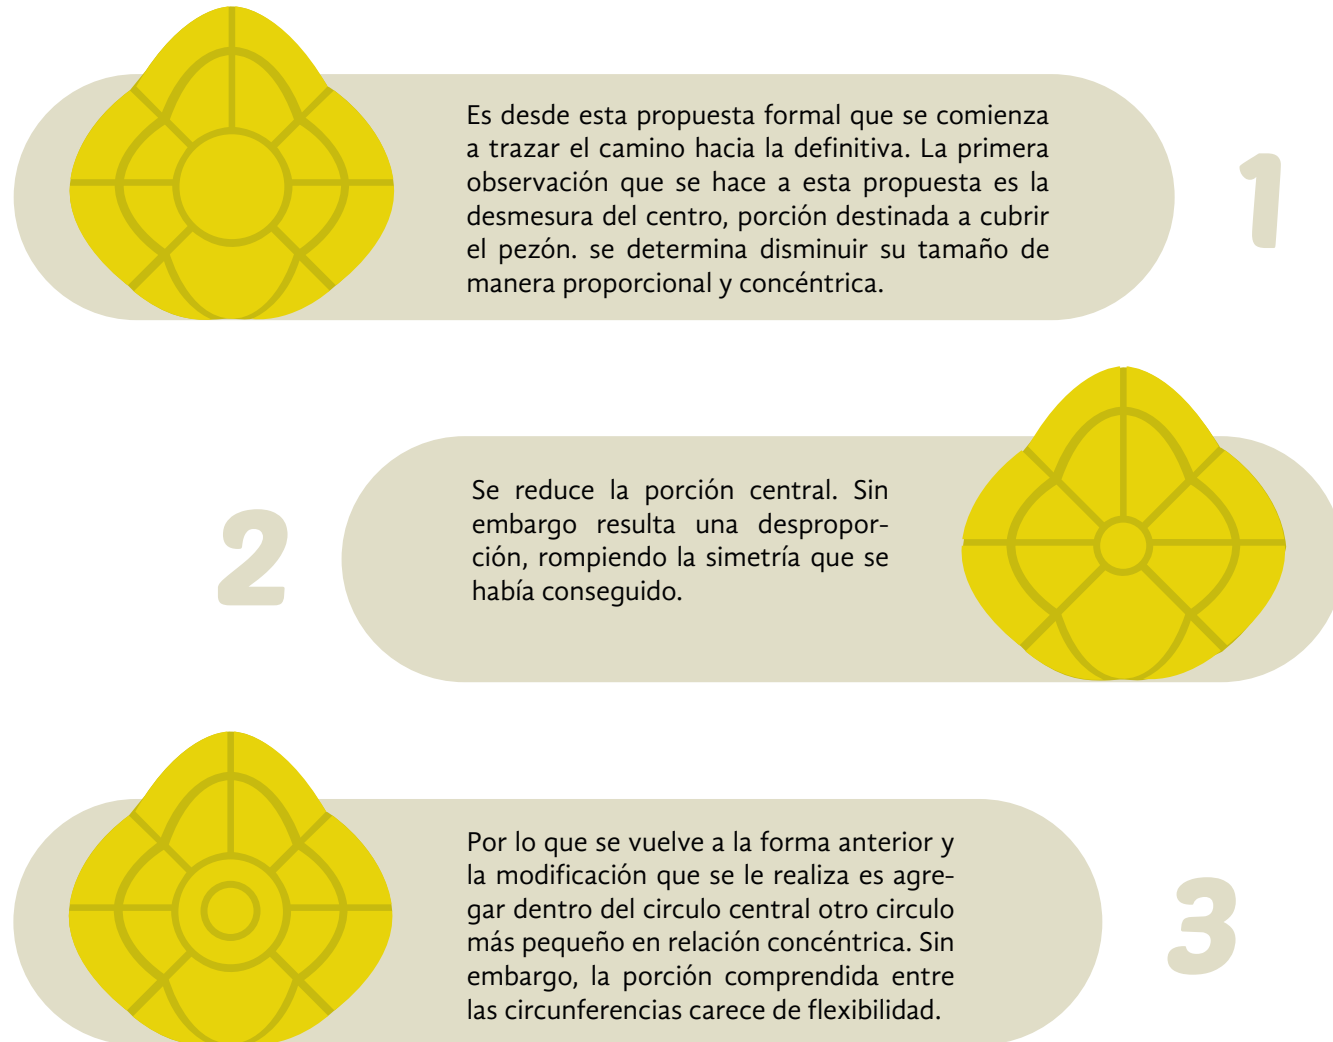 Es desde esta propuesta formal que se comienza
a trazar el camino hacia la definitiva. La primera
observación que se hace a esta propuesta es la
desmesura del centro, porción destinada a cubrir
el pezón. se determina disminuir su tamaño de
manera proporcional y concéntrica.
1
2
Se reduce la porción central. Sin
embargo resulta una despropor-
ción, rompiendo la simetría que se
había conseguido.
Por lo que se vuelve a la forma anterior y
la modificación que se le realiza es agre-
gar dentro del circulo central otro circulo
más pequeño en relación concéntrica. Sin
embargo, la porción comprendida entre
las circunferencias carece de flexibilidad.
3